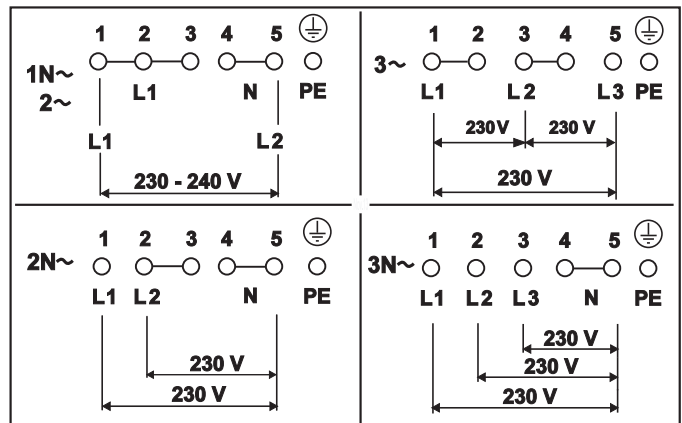 1 2 3 4 5
1N~
2~
L1 N PE
L1 L2
230 - 240 V
1 2 3 4 5
3~
L1 L2 L3 PE
230 V 230 V
230 V
1 2 3 4 5
2N~
L1 L2 N PE
230 V
230 V
1 2 3 4 5
3N~
L1 L2 L3 N PE
230 V
230 V
230 V